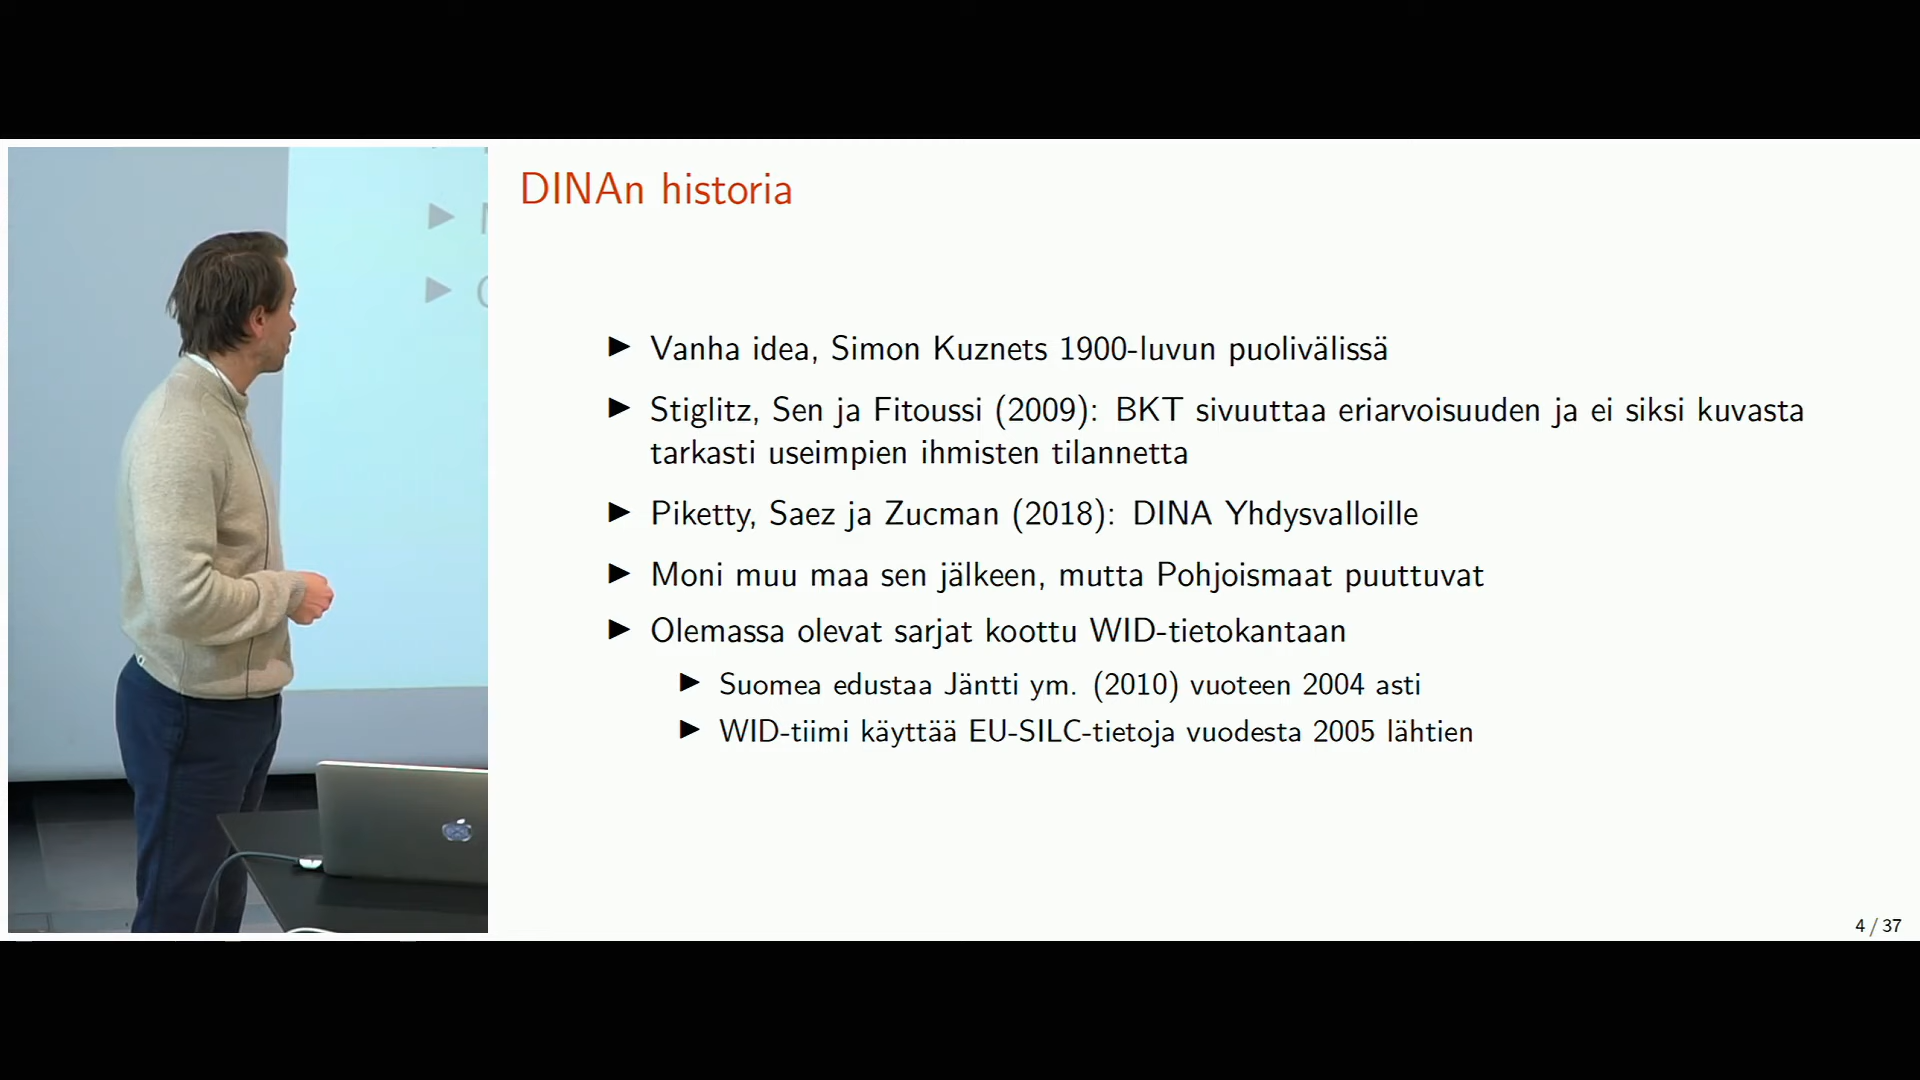 DINAn historia
▶ Vanha idea, Simon Kuznets 1900-luvun puolivälissä
▶ Stiglitz, Sen ja Fitoussi (2009): BKT sivuuttaa eriarvoisuuden ja ei siksi kuvasta
tarkasti useimpien ihmisten tilannetta
▶ Piketty, Saez ja Zucman (2018): DINA Yhdysvalloille
▶ Moni muu maa sen jälkeen, mutta Pohjoismaat puuttuvat
▶ Olemassa olevat sarjat koottu WID-tietokantaan
▶ Suomea edustaa Jäntti ym. (2010) vuoteen 2004 asti
▶ WID-tiimi käyttää EU-SILC-tietoja vuodesta 2005 lähtien
4 / 37